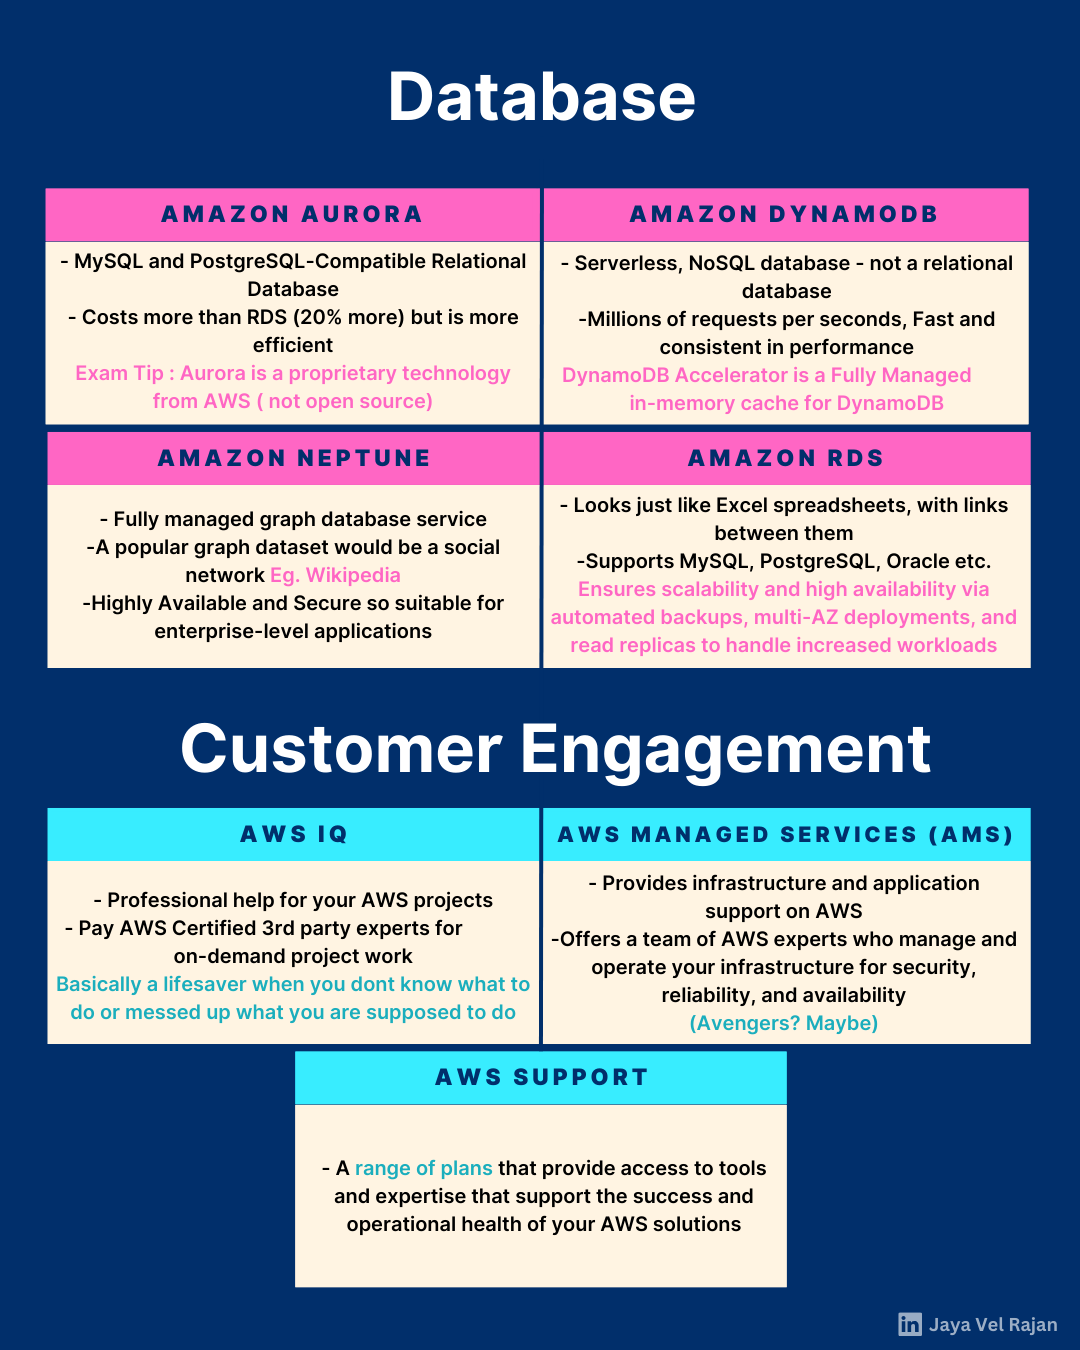 Database
AMAZON AURORA
- MySQL and PostgreSQL-Compatible Relational
Database
- Costs more than RDS (20% more) but is more
efficient
Exam Tip : Aurora is a proprietary technology
from AWS ( not open source)
AMAZON DYNAMODB
- Serverless, NoSQL database - not a relational
database
-Millions of requests per seconds, Fast and
consistent in performance
DynamoDB Accelerator is a Fully Managed
in-memory cache for DynamoDB
AMAZON NEPTUNE
- Fully managed graph database service
-A popular graph dataset would be a social
network Eg. Wikipedia
-Highly Available and Secure so suitable for
enterprise-level applications
AMAZON RDS
- Looks just like Excel spreadsheets, with links
between them
-Supports MySQL, PostgreSQL, Oracle etc.
Ensures scalability and high availability via
automated backups, multi-AZ deployments, and
read replicas to handle increased workloads
Customer Engagement
AWS IQ
- Professional help for your AWS projects
- Pay AWS Certified 3rd party experts for
on-demand project work
Basically a lifesaver when you dont know what to
do or messed up what you are supposed to do
AWS MANAGED SERVICES (AMS)
- Provides infrastructure and application
support on AWS
-Offers a team of AWS experts who manage and
operate your infrastructure for security,
reliability, and availability
(Avengers? Maybe)
AWS SUPPORT
- A range of plans that provide access to tools
and expertise that support the success and
operational health of your AWS solutions
in Jaya Vel Rajan